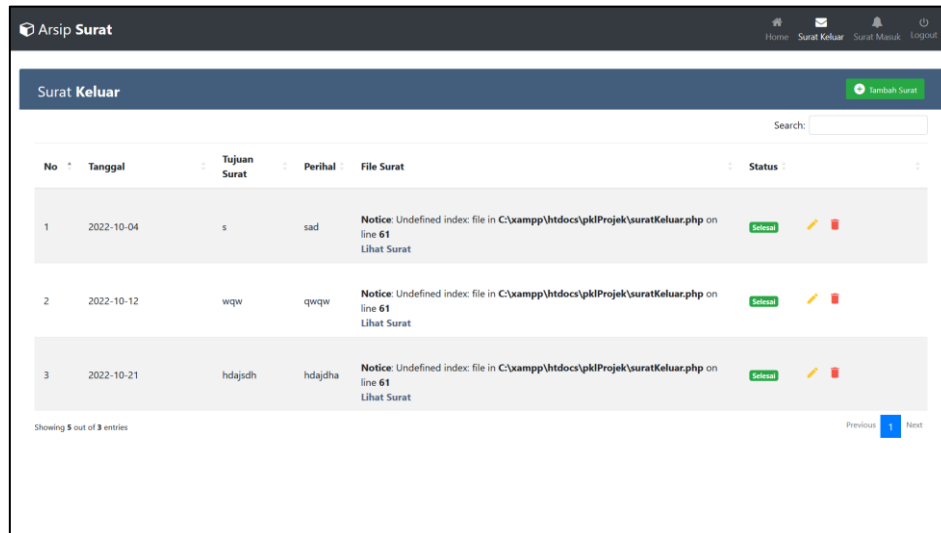 Arsip Surat
Home Surat Keluar Surat Masuk Logout
Surat Keluar
Tambah Surat
Search:
No Tanggal Tujuan Surat Perihal File Surat Status
1 2022-10-04 s sad Notice: Undefined index: file in C:\xampp\htdocs\pklProjek\suratKeluar.php on
line 61
Lihat Surat
Selesai
2 2022-10-12 wqw qwqw Notice: Undefined index: file in C:\xampp\htdocs\pklProjek\suratKeluar.php on
line 61
Lihat Surat
Selesai
3 2022-10-21 hdajsdh hdajdha Notice: Undefined index: file in C:\xampp\htdocs\pklProjek\suratKeluar.php on
line 61
Lihat Surat
Selesai
Showing 5 out of 3 entries
Previous 1 Next